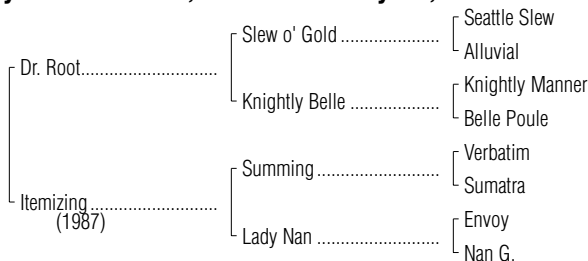 Seattle Slew
Slew o' Gold ...................
Alluvial
Dr. Root.............................
Knightly Manner
Knightly Belle ...................
Belle Poule
Verbatim
Summing ..........................
Sumatra
Itemizing ...........................
(1987)
Envoy
Lady Nan ..........................
Nan G.